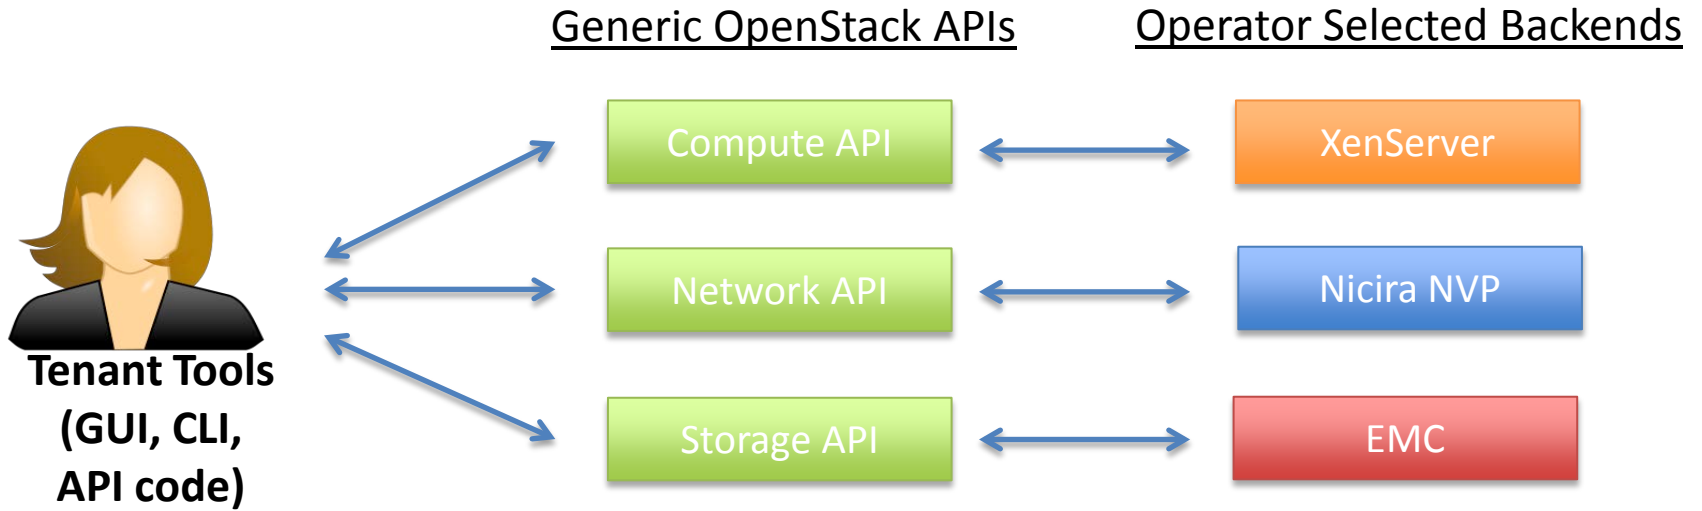 Generic OpenStack APIs
Operator Selected Backends
Compute API
XenServer
Network API
Nicira NVP
Tenant Tools
(GUI, CLI,
API code)
Storage API
EMC